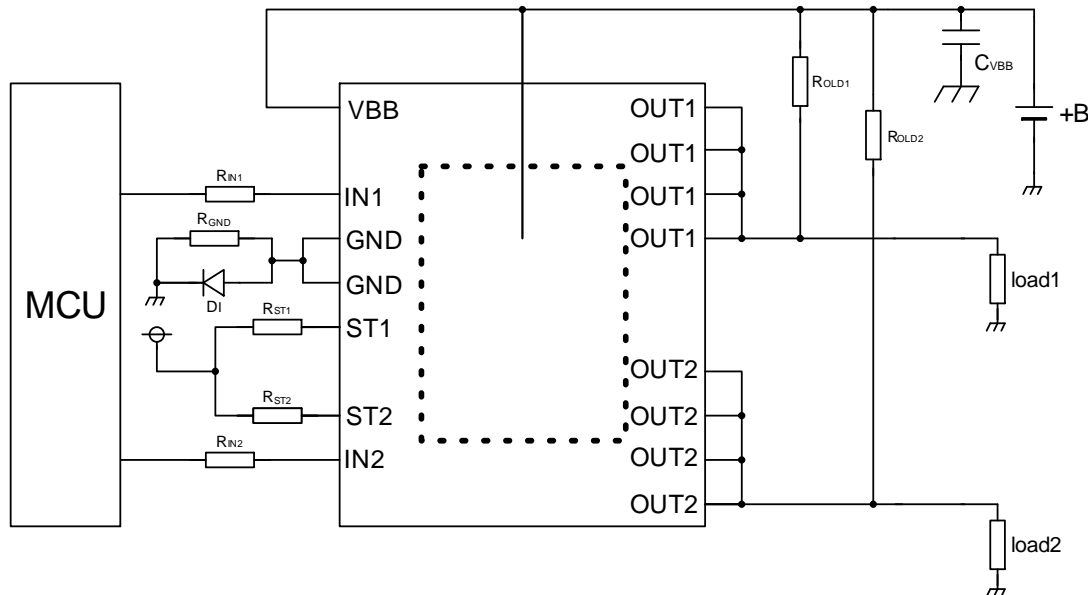 MCU
RIN1
RGND
DI
RST1
RST2
RIN2
VBB
IN1
GND
GND
ST1
ST2
IN2
OUT1
OUT1
OUT1
OUT1
OUT2
OUT2
OUT2
OUT2
ROLD1
ROLD2
CVBB
+B
load1
load2